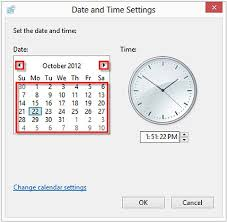 Date and Time Settings
Set the date and time:
Date:
Time:
October 2012
Su Mo Tu We Th Fr Sa
30 1 2 3 4 5 6
7 8 9 10 11 12 13
14 15 16 17 18 19 20
21 22 23 24 25 26 27
28 29 30 31 1 2 3
4 5 6 7 8 9 10
1:51:22 PM
Change calendar settings
OK
Cancel